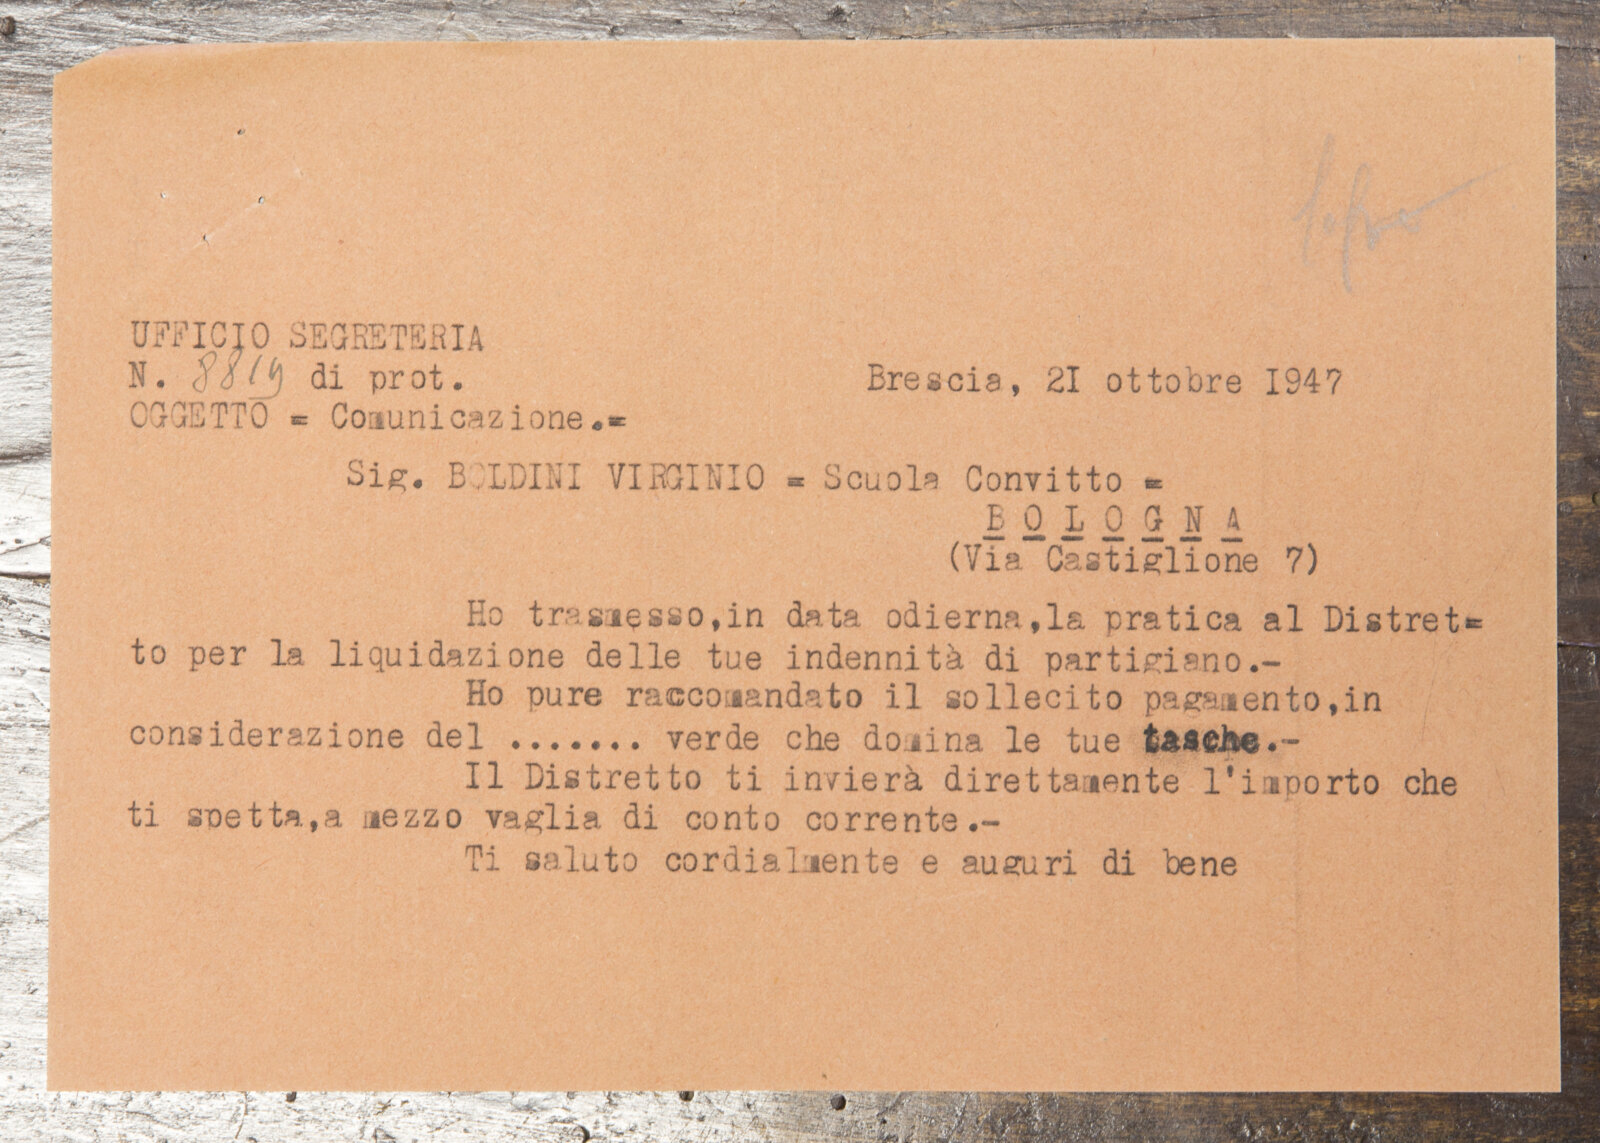 UFFICIO SEGRETERIA
N. 8819 di prot.
Brescia, 2I ottobre I947
OGGETTO = Comunicazione.=
Sig. BOLDINI VIRGINIO = Scuola Convitto =
B O L O G N A
(Via Castiglione 7)
Ho trasmesso,in data odierna,la pratica al Distret=
to per la liquidazione delle tue indennità di partigiano.-
Ho pure raccomandato il sollecito pagamento,in
considerazione del ....... verde che domina le tue tasche.-
Il Distretto ti invierà direttamente l'importo che
ti spetta,a mezzo vaglia di conto corrente.-
Ti saluto cordialmente e auguri di bene